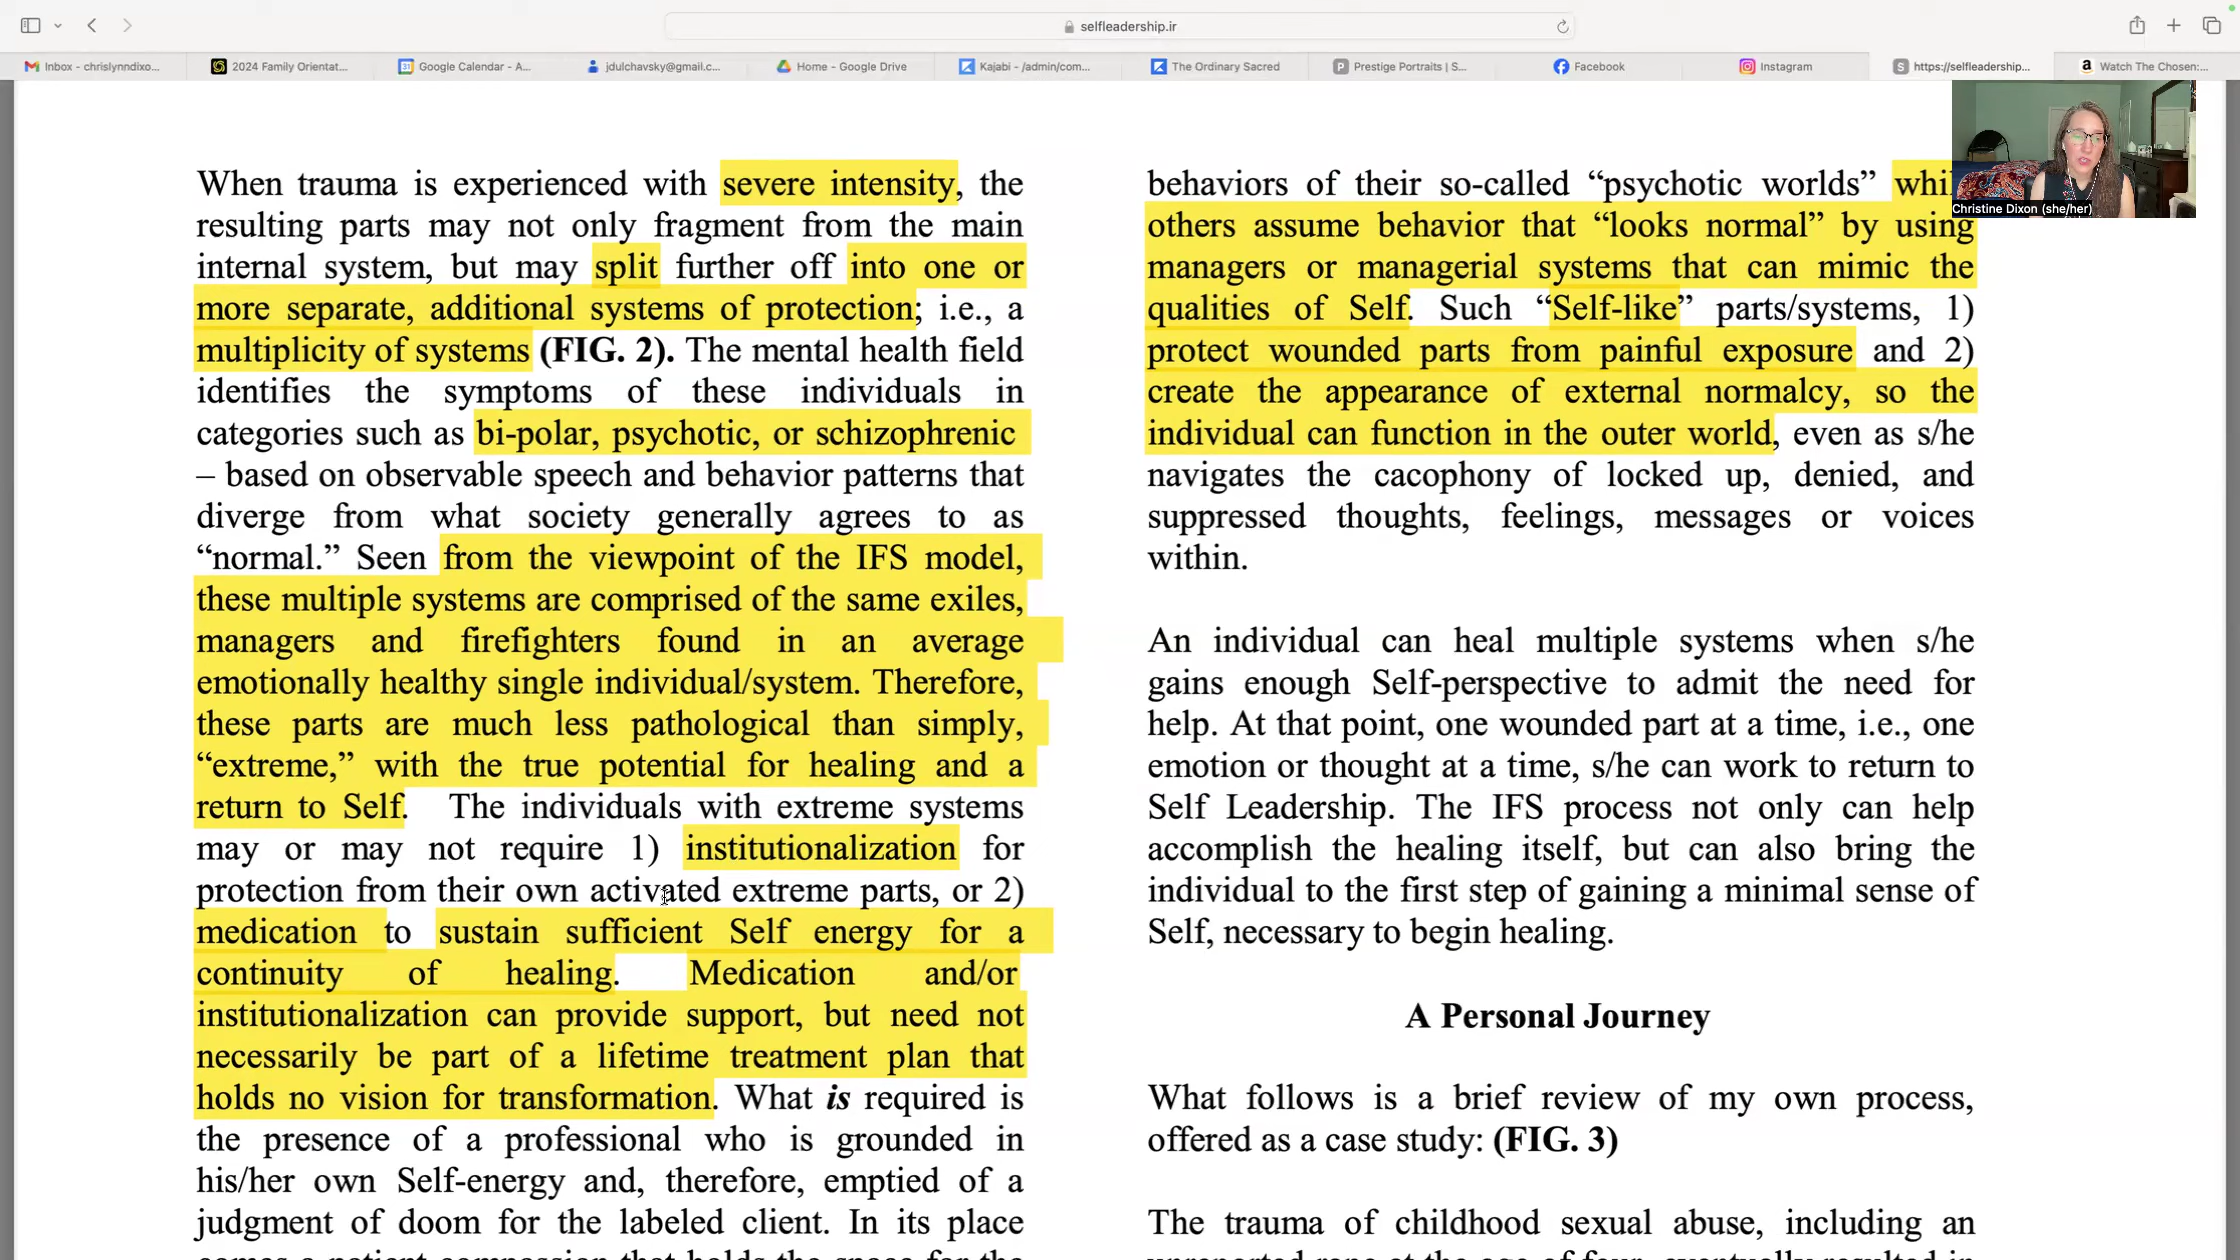 selfleadership.ir
Inbox - chrislynndixo...
2024 Family Orientat...
Google Calendar - A...
jdulchavsky@gmail.c...
Home - Google Drive
Kajabi - /admin/com...
The Ordinary Sacred
Prestige Portraits | S...
Facebook
Instagram
https://selfleadership...
Watch The Chosen:...
Christine Dixon (she/her)
When trauma is experienced with severe intensity, the
resulting parts may not only fragment from the main
internal system, but may split further off into one or
more separate, additional systems of protection; i.e., a
multiplicity of systems (FIG. 2). The mental health field
identifies the symptoms of these individuals in
categories such as bi-polar, psychotic, or schizophrenic
– based on observable speech and behavior patterns that
diverge from what society generally agrees to as
“normal.” Seen from the viewpoint of the IFS model,
these multiple systems are comprised of the same exiles,
managers and firefighters found in an average
emotionally healthy single individual/system. Therefore,
these parts are much less pathological than simply,
“extreme,” with the true potential for healing and a
return to Self. The individuals with extreme systems
may or may not require 1) institutionalization for
protection from their own activated extreme parts, or 2)
medication to sustain sufficient Self energy for a
continuity of healing. Medication and/or
institutionalization can provide support, but need not
necessarily be part of a lifetime treatment plan that
holds no vision for transformation. What is required is
the presence of a professional who is grounded in
his/her own Self-energy and, therefore, emptied of a
judgment of doom for the labeled client. In its place
comes a patient compassion that holds the space for the
behaviors of their so-called “psychotic worlds” whil
others assume behavior that “looks normal” by using
managers or managerial systems that can mimic the
qualities of Self. Such “Self-like” parts/systems, 1)
protect wounded parts from painful exposure and 2)
create the appearance of external normalcy, so the
individual can function in the outer world, even as s/he
navigates the cacophony of locked up, denied, and
suppressed thoughts, feelings, messages or voices
within.
An individual can heal multiple systems when s/he
gains enough Self-perspective to admit the need for
help. At that point, one wounded part at a time, i.e., one
emotion or thought at a time, s/he can work to return to
Self Leadership. The IFS process not only can help
accomplish the healing itself, but can also bring the
individual to the first step of gaining a minimal sense of
Self, necessary to begin healing.
A Personal Journey
What follows is a brief review of my own process,
offered as a case study: (FIG. 3)
The trauma of childhood sexual abuse, including an
unreported rape at the age of four, eventually resulted in